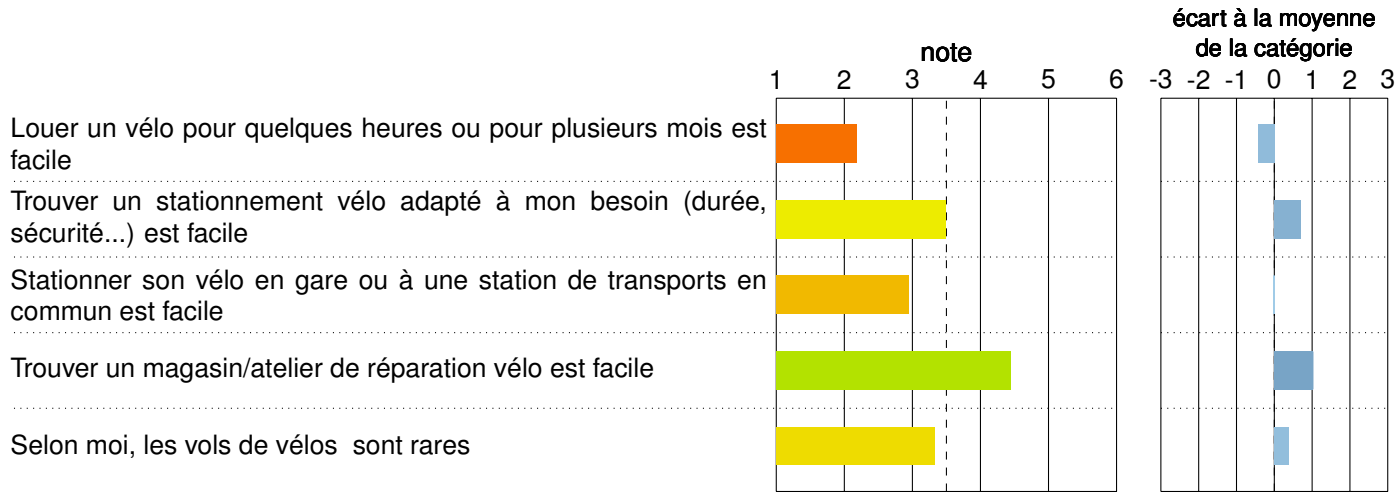 écart à la moyenne
note de la catégorie
1 2 3 4 5 6 -3 -2 -1 0 1 2 3
Louer un vélo pour quelques heures ou pour plusieurs mois est
facile
Trouver un stationnement vélo adapté à mon besoin (durée,
sécurité...) est facile
Stationner son vélo en gare ou à une station de transports en
commun est facile
Trouver un magasin/atelier de réparation vélo est facile
Selon moi, les vols de vélos sont rares